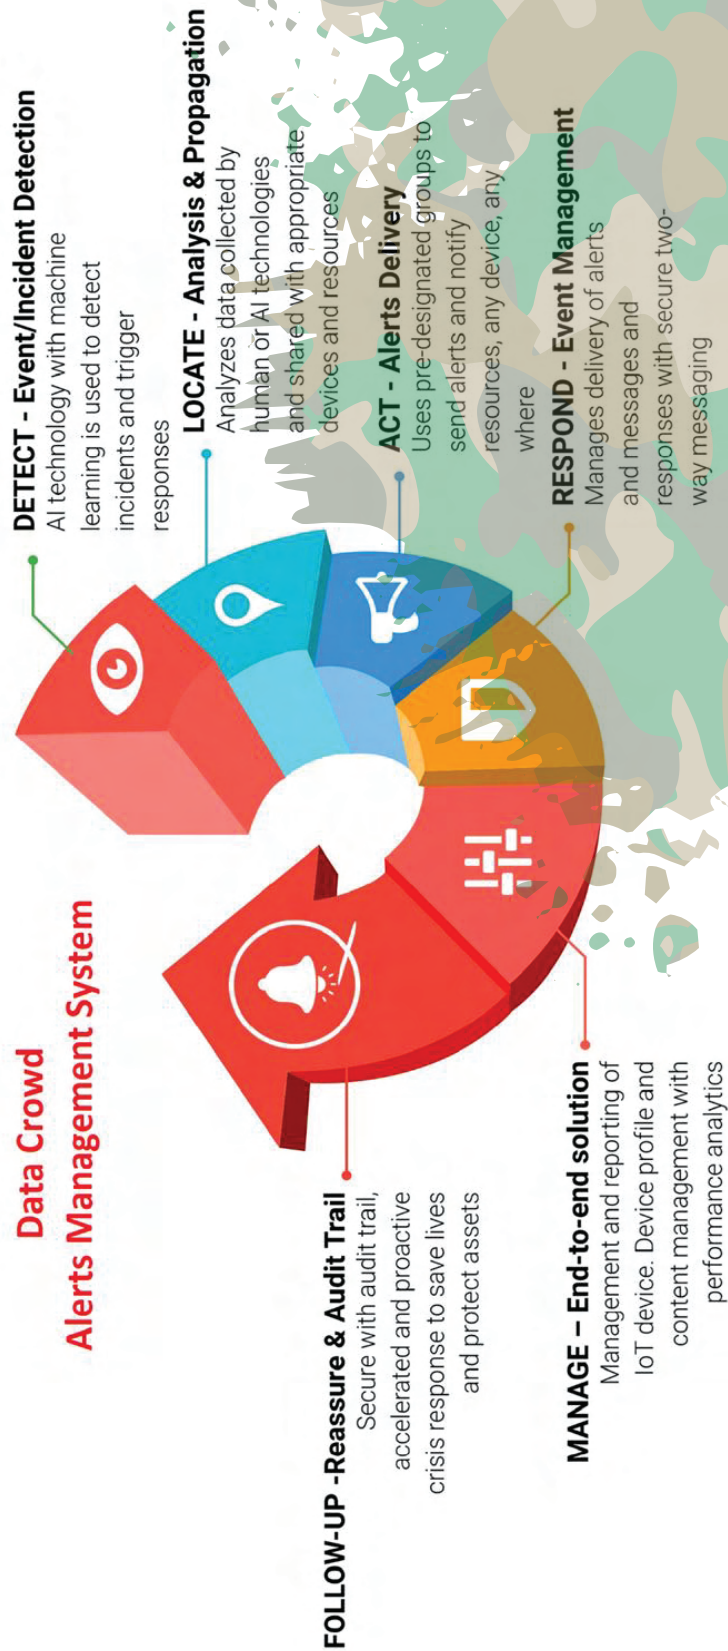 Data Crowd
Alerts Management System
DETECT - Event/Incident Detection
AI technology with machine
learning is used to detect
incidents and trigger
responses
LOCATE - Analysis & Propagation
Analyzes data collected by
human or AI technologies
and shared with appropriate
devices and resources
ACT - Alerts Delivery
Uses pre-designated groups to
send alerts and notify
resources, any device, any
where
RESPOND - Event Management
Manages delivery of alerts
and messages and
responses with secure two-
way messaging
MANAGE – End-to-end solution
Management and reporting of
IoT device. Device profile and
content management with
performance analytics
FOLLOW-UP -Reassure & Audit Trail
Secure with audit trail,
accelerated and proactive
crisis response to save lives
and protect assets